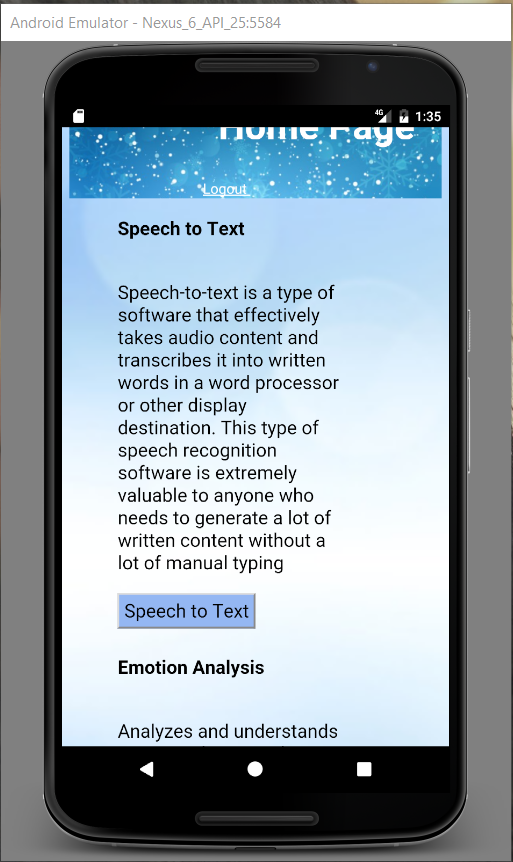 Android Emulator - Nexus_6_API_25:5584
4G 1:35
Home Page
Logout
Speech to Text
Speech-to-text is a type of
software that effectively
takes audio content and
transcribes it into written
words in a word processor
or other display
destination. This type of
speech recognition
software is extremely
valuable to anyone who
needs to generate a lot of
written content without a
lot of manual typing
Speech to Text
Emotion Analysis
Analyzes and understands